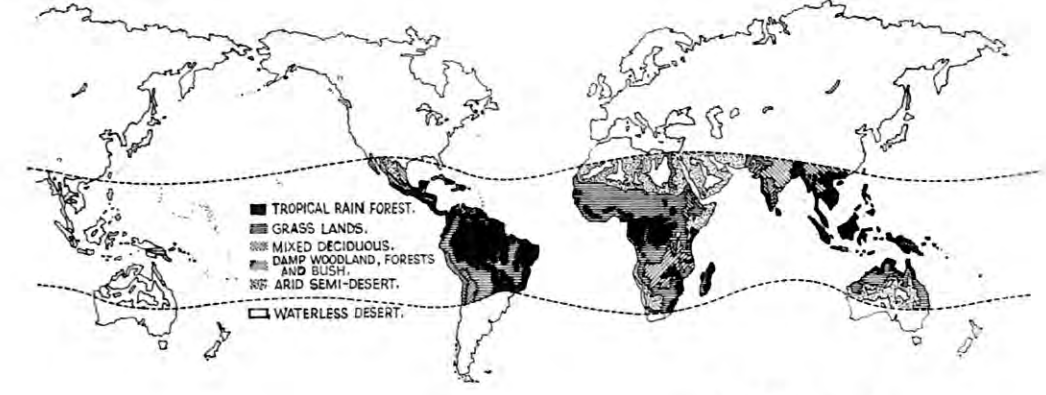 TROPICAL RAIN FOREST.
GRASS LANDS.
MIXED DECIDUOUS.
DAMP WOODLAND, FORESTS
AND BUSH.
ARID SEMI-DESERT.
WATERLESS DESERT.